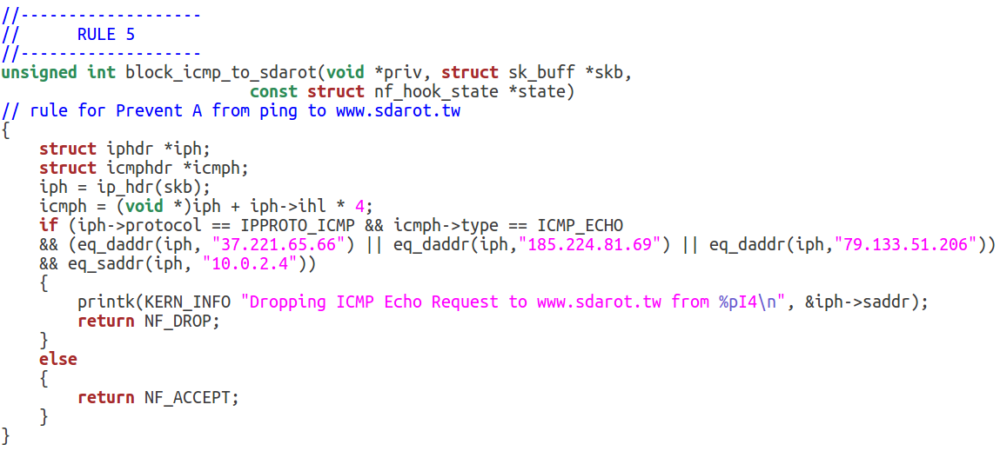 //-------------------
//      RULE 5
//-------------------
unsigned int block_icmp_to_sdarot(void *priv, struct sk_buff *skb,
                          const struct nf_hook_state *state)
// rule for Prevent A from ping to www.sdarot.tw
{
    struct iphdr *iph;
    struct icmphdr *icmph;
    iph = ip_hdr(skb);
    icmph = (void *)iph + iph->ihl * 4;
    if (iph->protocol == IPPROTO_ICMP && icmph->type == ICMP_ECHO
    && (eq_daddr(iph, "37.221.65.66") || eq_daddr(iph,"185.224.81.69") || eq_daddr(iph,"79.133.51.206"))
    && eq_saddr(iph, "10.0.2.4"))
    {
        printk(KERN_INFO "Dropping ICMP Echo Request to www.sdarot.tw from %pI4\n", &iph->saddr);
        return NF_DROP;
    }
    else
    {
        return NF_ACCEPT;
    }
}